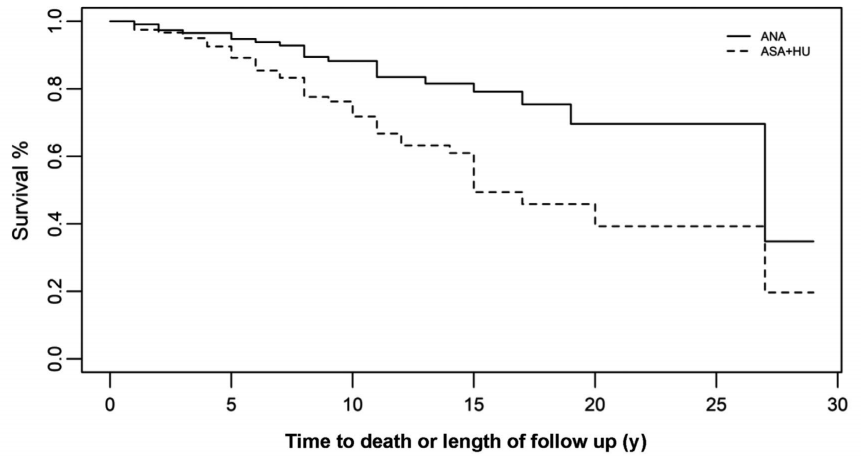 Survival %
1.0
0.8
0.6
0.4
0.2
0.0
ANA
ASA+HU
0 5 10 15 20 25 30
Time to death or length of follow up (y)